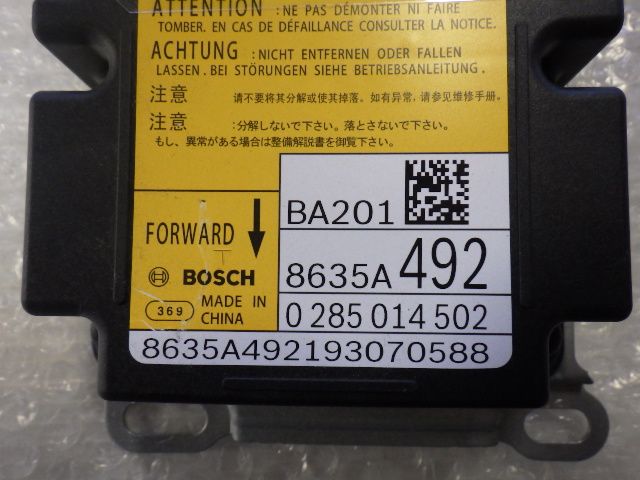 ATTENTION : NE PAS DÉMONTER NI FAIRE
TOMBER. EN CAS DE DÉFAILLANCE CONSULTER LA NOTICE.
ACHTUNG : NICHT ENTFERNEN ODER FALLEN
LASSEN. BEI STÖRUNGEN SIEHE BETRIEBSANLEITUNG.
注意 请不要将其分解或使其掉落。如有异常，请参见维修手册。
注意 :分解しないで下さい。落とさないで下さい。
もし、異常がある場合は整備解説書を御覧下さい。
BA201
FORWARD
8635A 492
BOSCH
369 MADE IN CHINA
0 285 014 502
8635A492193070588